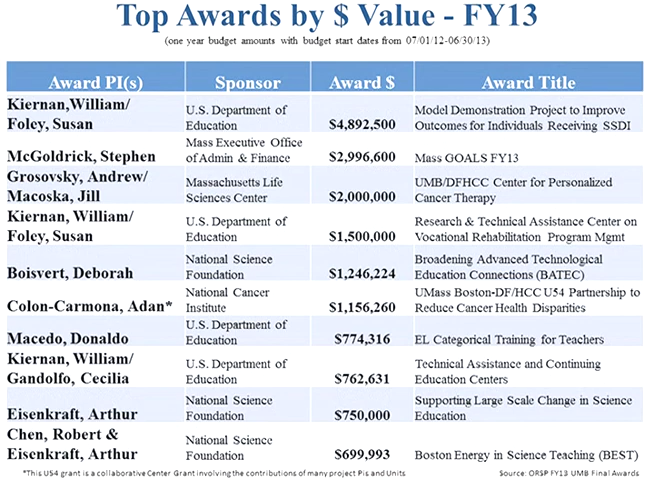 Top Awards by $ Value - FY13
(one year budget amounts with budget start dates from 07/01/12-06/30/13)
Award PI(s) Sponsor Award $ Award Title
Kiernan,William/ Foley, Susan U.S. Department of Education $4,892,500 Model Demonstration Project to Improve Outcomes for Individuals Receiving SSDI
McGoldrick, Stephen Mass Executive Office of Admin & Finance $2,996,600 Mass GOALS FY13
Grosovsky, Andrew/ Macoska, Jill Massachusetts Life Sciences Center $2,000,000 UMB/DFHCC Center for Personalized Cancer Therapy
Kiernan, William/ Foley, Susan U.S. Department of Education $1,500,000 Research & Technical Assistance Center on Vocational Rehabilitation Program Mgmt
Boisvert, Deborah National Science Foundation $1,246,224 Broadening Advanced Technological Education Connections (BATEC)
Colon-Carmona, Adan* National Cancer Institute $1,156,260 UMass Boston-DF/HCC U54 Partnership to Reduce Cancer Health Disparities
Macedo, Donaldo U.S. Department of Education $774,316 EL Categorical Training for Teachers
Kiernan, William/ Gandolfo, Cecilia U.S. Department of Education $762,631 Technical Assistance and Continuing Education Centers
Eisenkraft, Arthur National Science Foundation $750,000 Supporting Large Scale Change in Science Education
Chen, Robert & Eisenkraft, Arthur National Science Foundation $699,993 Boston Energy in Science Teaching (BEST)
*This U54 grant is a collaborative Center Grant involving the contributions of many project Pis and Units
Source: ORSP FY13 UMB Final Awards